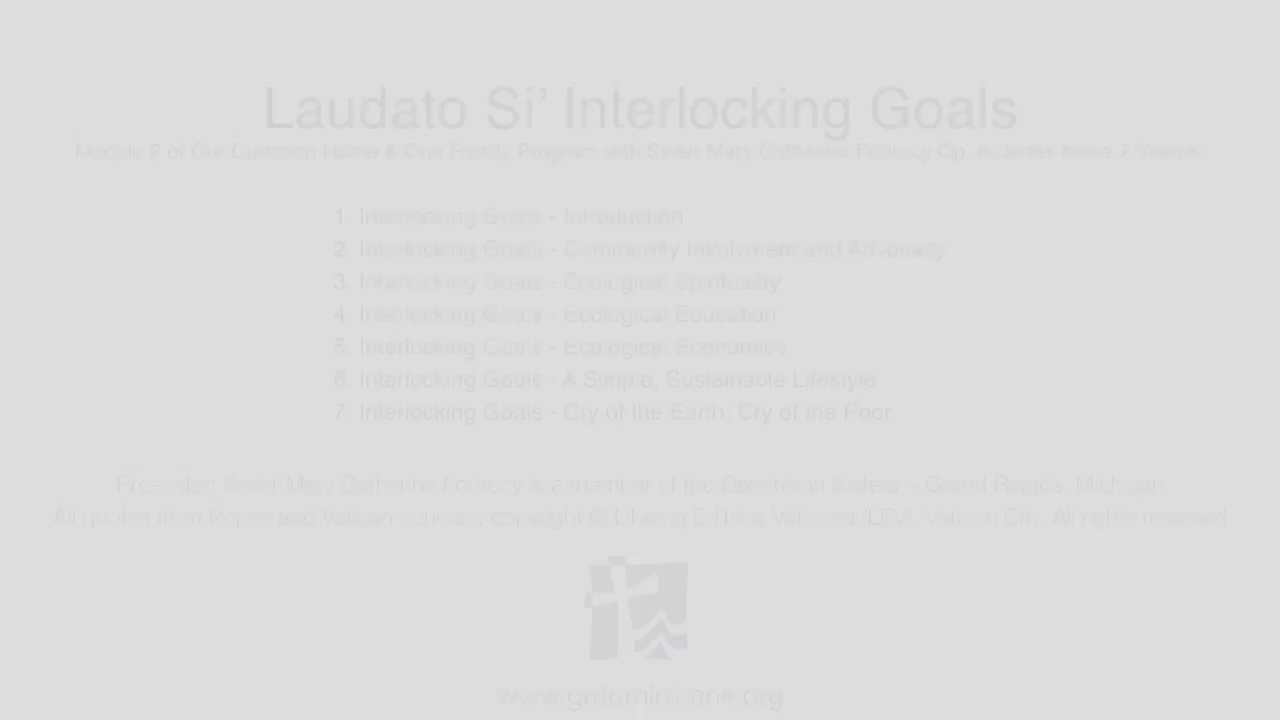 Laudato Si’ Interlocking Goals
Module 2 of Our Common Home & One Family Program with Sister Mary Catherine Op. includes these 7 Videos
1. Interlocking Goals - Introduction
2. Interlocking Goals - Community Involvement and Advocacy
3. Interlocking Goals - Ecological Spirituality
4. Interlocking Goals - Ecological Education
5. Interlocking Goals - Ecological Economics
6. Interlocking Goals - A Simple, Sustainable Lifestyle
7. Interlocking Goals - Cry of the Earth, Cry of the Poor
Presenter: Sister Mary Catherine is a member of the Dominican Sisters - Grand Rapids, Michigan
All quotes from Popes and Vatican sources: copyright © Libreria Editrice Vaticana (LEV), Vatican City. All rights reserved
www.grdominicans.org